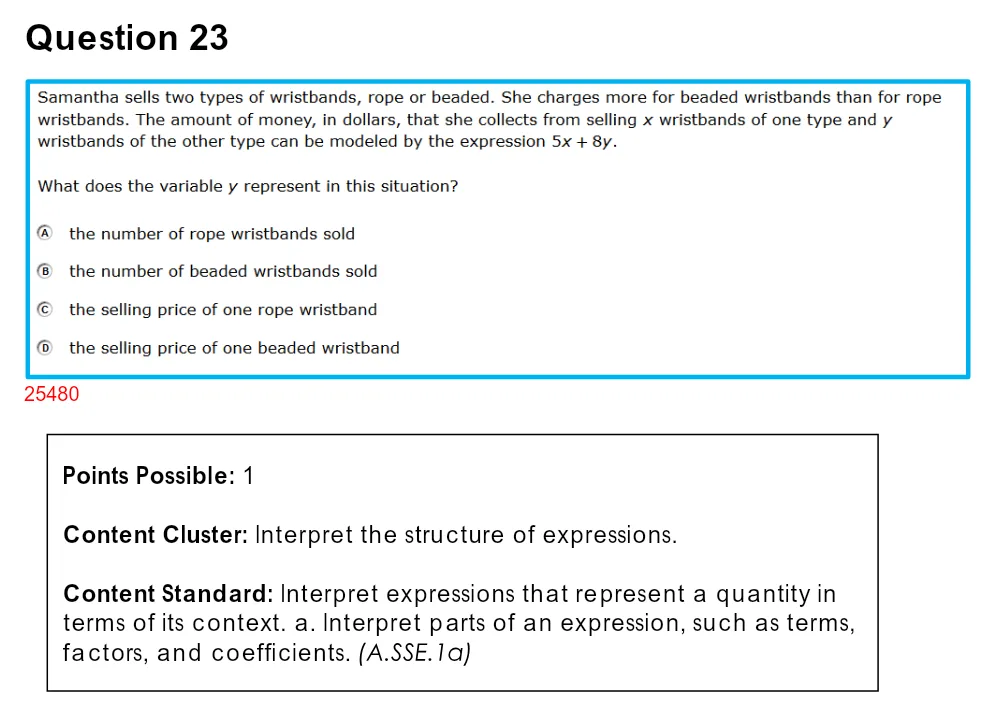 Question 23
Samantha sells two types of wristbands, rope or beaded. She charges more for beaded wristbands than for rope
wristbands. The amount of money, in dollars, that she collects from selling x wristbands of one type and y
wristbands of the other type can be modeled by the expression 5x + 8y.
What does the variable y represent in this situation?
A the number of rope wristbands sold
B the number of beaded wristbands sold
C the selling price of one rope wristband
D the selling price of one beaded wristband
25480
Points Possible: 1
Content Cluster: Interpret the structure of expressions.
Content Standard: Interpret expressions that represent a quantity in
terms of its context. a. Interpret parts of an expression, such as terms,
factors, and coefficients. (A.SSE.1a)